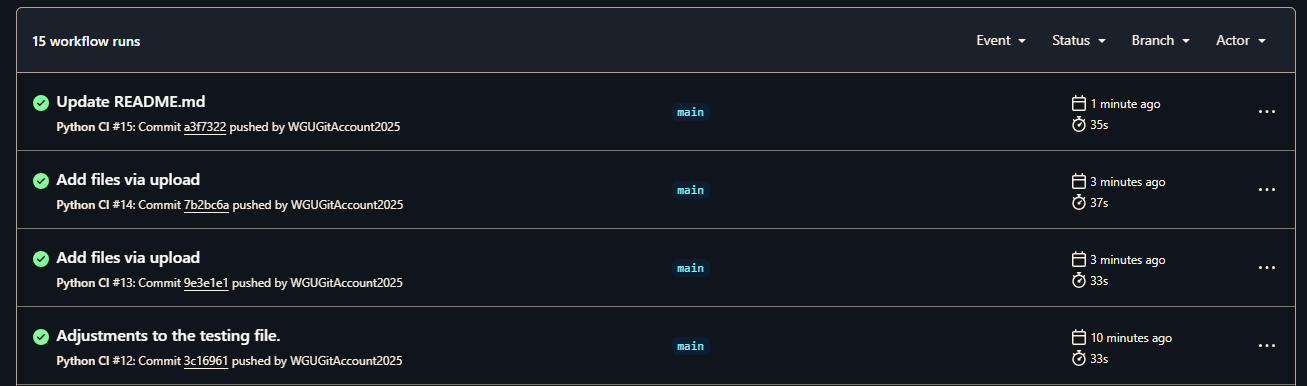 15 workflow runs Event Status Branch Actor
Update README.md
Python CI #15: Commit a3f7322 pushed by WGUGitAccount2025
main
1 minute ago
35s
Add files via upload
Python CI #14: Commit 7b2bc6a pushed by WGUGitAccount2025
main
3 minutes ago
37s
Add files via upload
Python CI #13: Commit 9e3e1e1 pushed by WGUGitAccount2025
main
3 minutes ago
33s
Adjustments to the testing file.
Python CI #12: Commit 3c16961 pushed by WGUGitAccount2025
main
10 minutes ago
33s